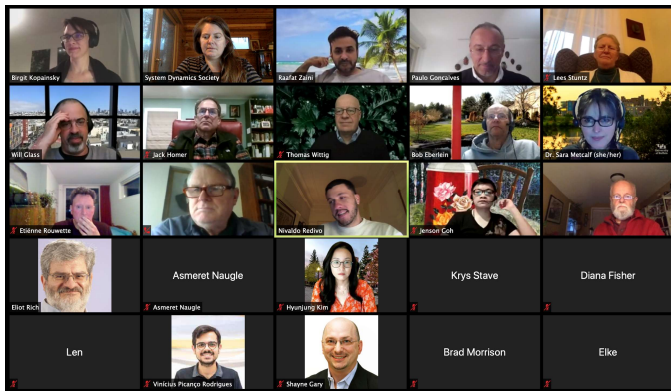 Birgit Kopainsky
System Dynamics Society
Raafat Zaini
Paulo Goncalves
Lees Stuntz
Will Glass
Jack Homer
Thomas Wittig
Bob Eberlein
Dr. Sara Metcalf (she/her)
Etiënne Rouwette
Nivaldo Redivo
Jenson Goh
Eliot Rich
Asmeret Naugle
Asmeret Naugle
Hyunjung Kim
Krys Stave
Diana Fisher
Len
Vinícius Picanço Rodrigues
Shayne Gary
Brad Morrison
Elke